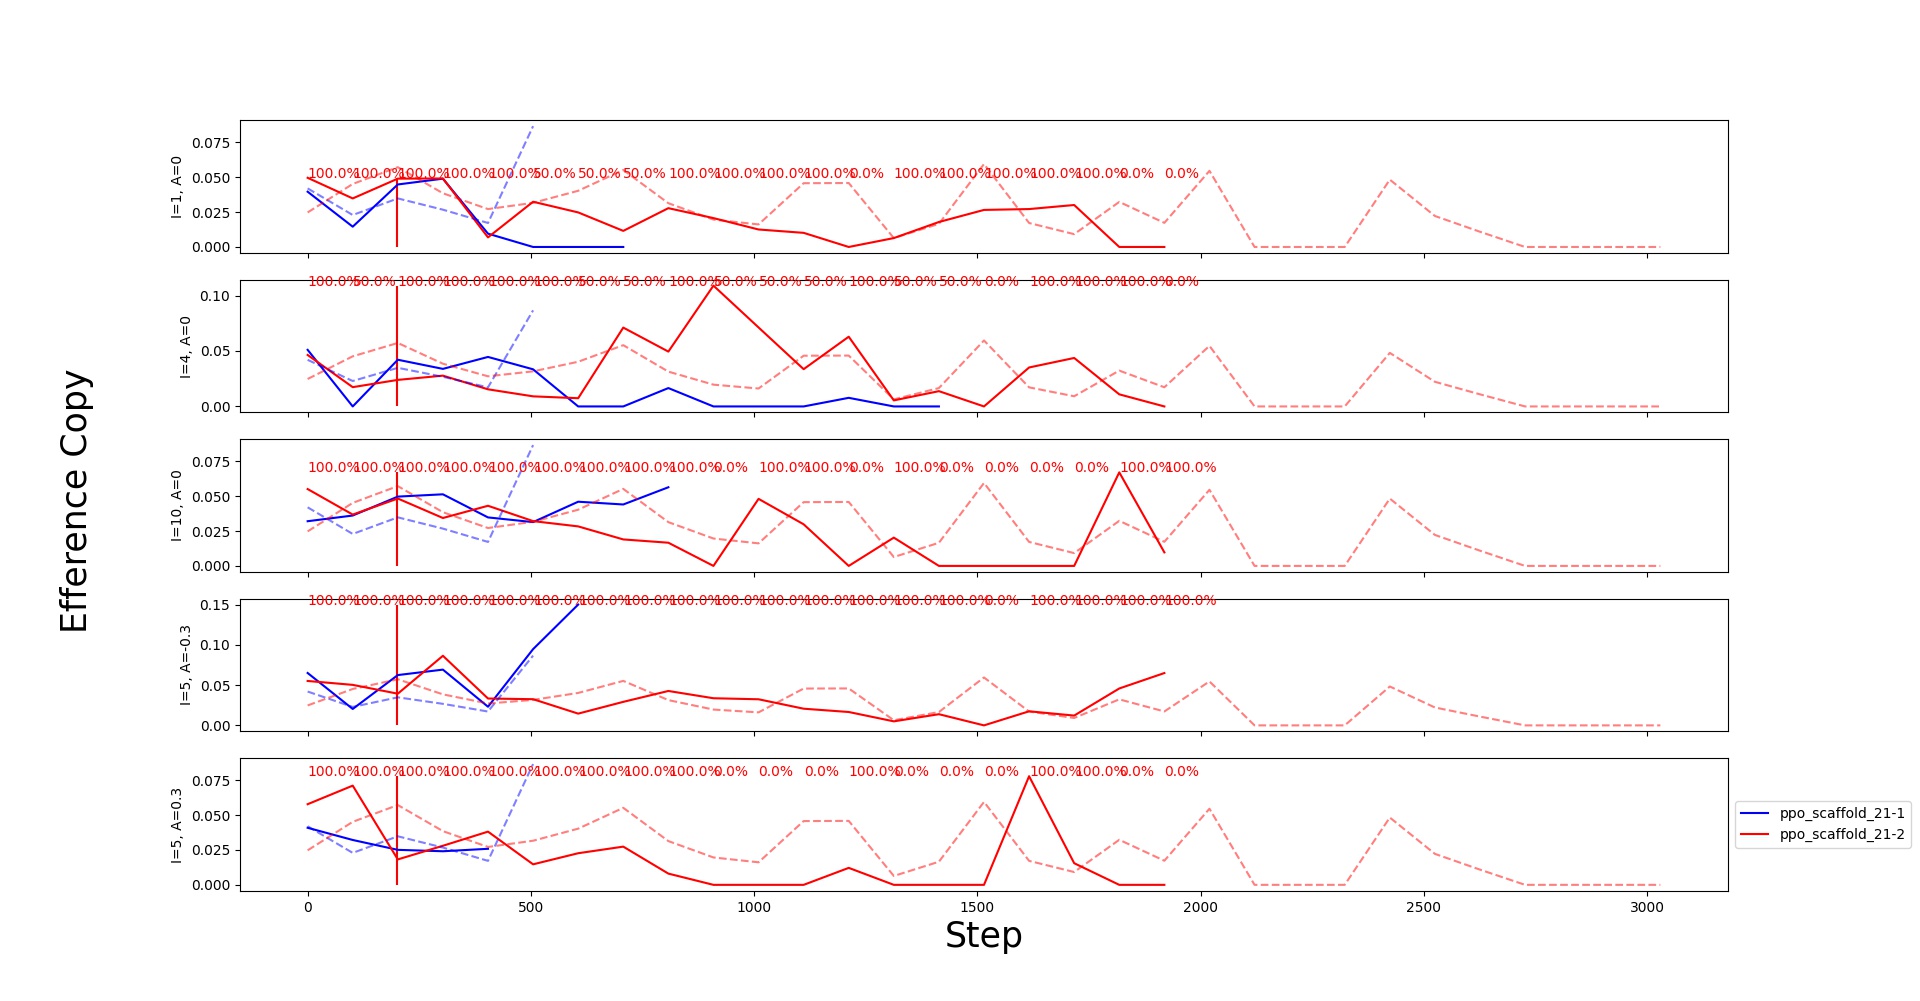 Efference Copy
I=1, A=0
0.075
0.050
0.025
0.000
100.0% 100.0% 100.0% 100.0% 100.0% 50.0% 50.0% 50.0% 100.0% 100.0% 100.0% 100.0% 0.0% 100.0% 100.0% 100.0% 100.0% 100.0% 0.0% 0.0%
I=4, A=0
0.10
0.05
0.00
100.0% 50.0% 100.0% 100.0% 100.0% 100.0% 50.0% 50.0% 100.0% 50.0% 50.0% 50.0% 100.0% 50.0% 50.0% 0.0% 100.0% 100.0% 100.0% 0.0%
I=10, A=0
0.075
0.050
0.025
0.000
100.0% 100.0% 100.0% 100.0% 100.0% 100.0% 100.0% 100.0% 100.0% 0.0% 100.0% 100.0% 0.0% 100.0% 0.0% 0.0% 0.0% 0.0% 100.0% 100.0%
I=5, A=-0.3
0.15
0.10
0.05
0.00
100.0% 100.0% 100.0% 100.0% 100.0% 100.0% 100.0% 100.0% 100.0% 100.0% 100.0% 100.0% 100.0% 100.0% 100.0% 0.0% 100.0% 100.0% 100.0% 100.0%
I=5, A=0.3
0.075
0.050
0.025
0.000
100.0% 100.0% 100.0% 100.0% 100.0% 100.0% 100.0% 100.0% 100.0% 0.0% 0.0% 0.0% 100.0% 0.0% 0.0% 0.0% 100.0% 100.0% 0.0% 0.0%
0 500 1000 1500 2000 2500 3000
Step
ppo_scaffold_21-1
ppo_scaffold_21-2